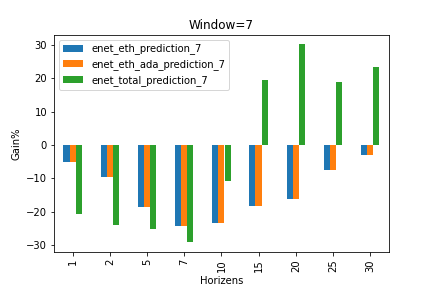 Window=7
enet_eth_prediction_7
enet_eth_ada_prediction_7
enet_total_prediction_7
Gain%
30
20
10
0
−10
−20
−30
1
2
5
7
10
15
20
25
30
Horizens